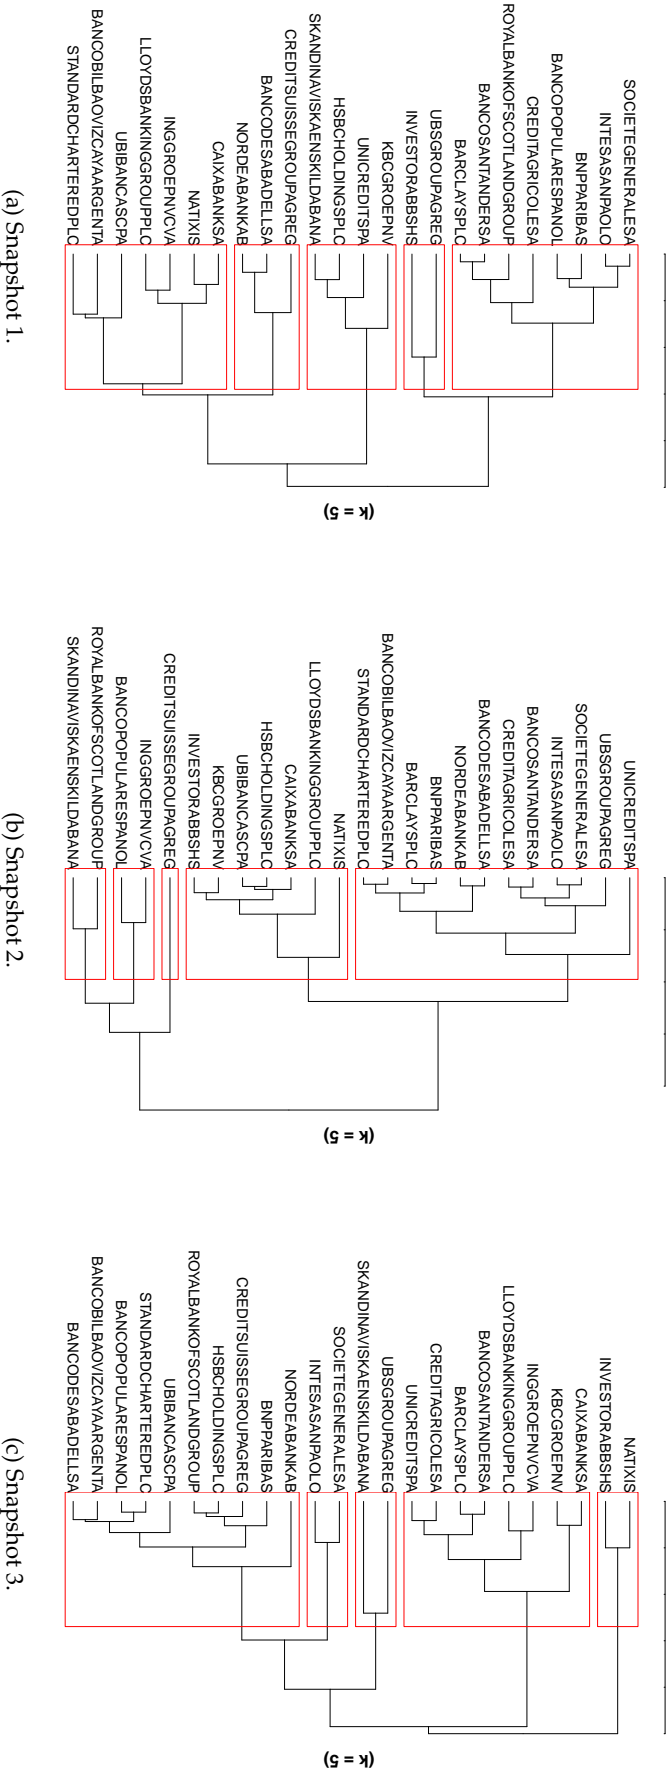 SOCIETEGENERALESA
INTESASANPAOLO
BNPPARIBAS
BANCOPOPULARESPANOL
CREDITAGRICOLESA
ROYALBANKOFSCOTLANDGROUP
BANCOSANTANDERSA
BARCLAYSPLC
UBSGROUPAGREG
INVESTORABBSHS
KBCGROEPNV
UNICREDITSPA
HSBCHOLDINGSPLC
SKANDINAVISKAENSKILDABANA
CREDITSUISSEGROUPAGREG
BANCODESABADELLSA
NORDEABANKAB
CAIXABANKSA
NATIXIS
INGGROEPNVCVA
LLOYDSBANKINGGROUPPLC
UBIBANCASCPA
BANCOBILBAOVIZCAYAARGENTA
STANDARDCHARTEREDPLC
(k = 5)
(a) Snapshot 1.
UNICREDITSPA
UBSGROUPAGREG
SOCIETEGENERALESA
INTESASANPAOLO
BANCOSANTANDERSA
CREDITAGRICOLESA
BANCODESABADELLSA
NORDEABANKAB
BNPPARIBAS
BARCLAYSPLC
BANCOBILBAOVIZCAYAARGENTA
STANDARDCHARTEREDPLC
NATIXIS
LLOYDSBANKINGGROUPPLC
CAIXABANKSA
HSBCHOLDINGSPLC
UBIBANCASCPA
KBCGROEPNV
INVESTORABBSHS
CREDITSUISSEGROUPAGREG
INGGROEPNVCVA
BANCOPOPULARESPANOL
ROYALBANKOFSCOTLANDGROUP
SKANDINAVISKAENSKILDABANA
(k = 5)
(b) Snapshot 2.
NATIXIS
INVESTORABBSHS
CAIXABANKSA
KBCGROEPNV
INGGROEPNVCVA
LLOYDSBANKINGGROUPPLC
BANCOSANTANDERSA
BARCLAYSPLC
CREDITAGRICOLESA
UNICREDITSPA
UBSGROUPAGREG
SKANDINAVISKAENSKILDABANA
SOCIETEGENERALESA
INTESASANPAOLO
NORDEABANKAB
BNPPARIBAS
CREDITSUISSEGROUPAGREG
HSBCHOLDINGSPLC
ROYALBANKOFSCOTLANDGROUP
UBIBANCASCPA
STANDARDCHARTEREDPLC
BANCOPOPULARESPANOL
BANCOBILBAOVIZCAYAARGENTA
BANCODESABADELLSA
(k = 5)
(c) Snapshot 3.